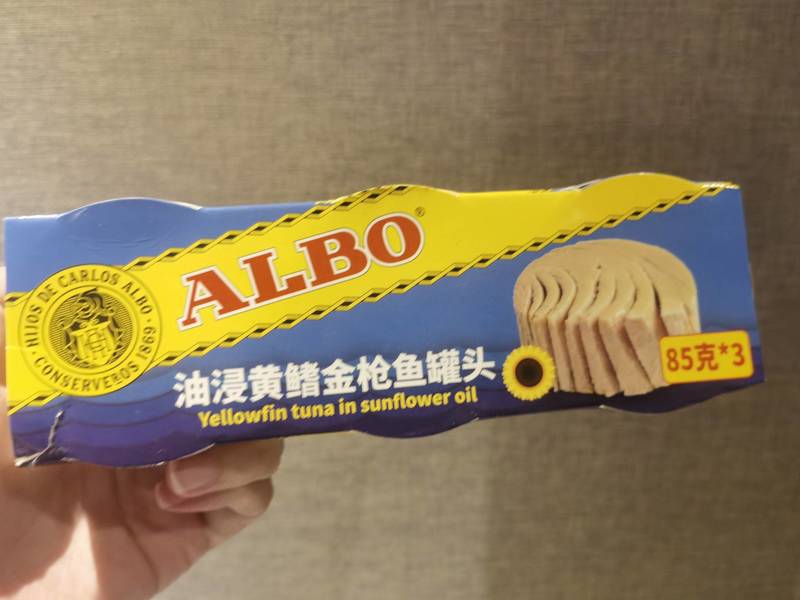 HIJOS DE CARLOS ALBO
CONSERVEROS 1869
ALBO®
油浸黄鳍金枪鱼罐头
Yellowfin tuna in sunflower oil
85克*3